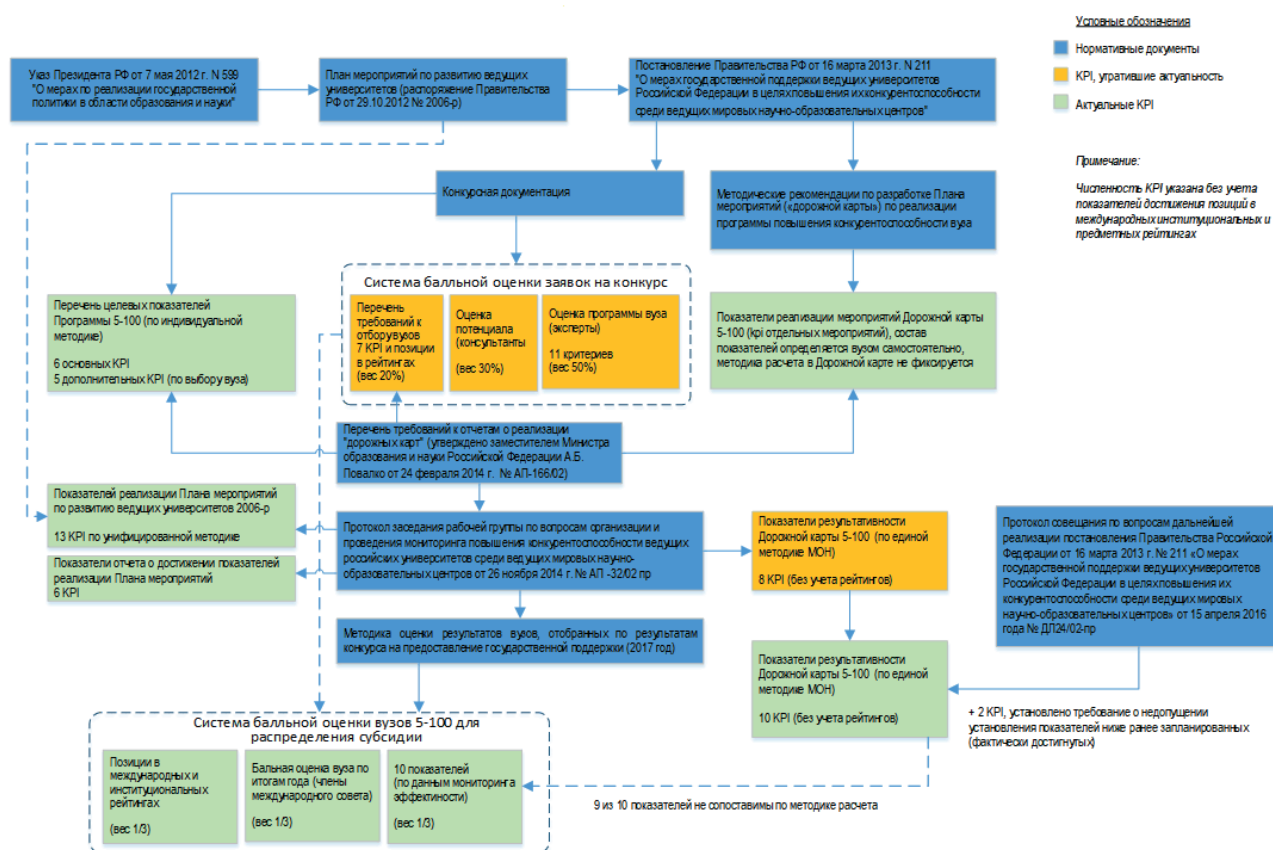 Условные обозначения
Нормативные документы
KPI, утратившие актуальность
Актуальные KPI
Примечание:
Численность KPI указана без учета
показателей достижения позиций в
международных институциональных и
предметных рейтингах
Указ Президента РФ от 7 мая 2012 г. N 599
"О мерах по реализации государственной
политики в области образования и науки"
План мероприятий по развитию ведущих
университетов (распоряжение Правительства
РФ от 29.10.2012 № 2006-р)
Постановление Правительства РФ от 16 марта 2013 г. N 211
"О мерах государственной поддержки ведущих университетов
Российской Федерации в целях повышения их конкурентоспособности
среди ведущих мировых научно-образовательных центров"
Конкурсная документация
Методические рекомендации по разработке Плана
мероприятий («дорожной карты») по реализации
программы повышения конкурентоспособности вуза
Система балльной оценки заявок на конкурс
Перечень
требований к
отбору вузов
7 KPI и позиции
в рейтингах
(вес 20%)
Оценка
потенциала
(консультанты
(вес 30%)
Оценка программы вуза
(эксперты)
11 критериев
(вес 50%)
Перечень целевых показателей
Программы 5-100 (по индивидуальной
методике)
6 основных KPI
5 дополнительных KPI (по выбору вуза)
Показатели реализации мероприятий Дорожной карты
5-100 (kpi отдельных мероприятий), состав
показателей определяется вузом самостоятельно,
методика расчета в Дорожной карте не фиксируется
Перечень требований к отчетам о реализации
"дорожных карт" (утверждено заместителем Министра
образования и науки Российской Федерации А.Б.
Повалко от 24 февраля 2014 г. № АП-166/02)
Показателей реализации Плана мероприятий
по развитию ведущих университетов 2006-р
13 KPI по унифицированной методике
Показатели отчета о достижении показателей
реализации Плана мероприятий
6 KPI
Протокол заседания рабочей группы по вопросам организации и
проведения мониторинга повышения конкурентоспособности ведущих
российских университетов среди ведущих мировых научно-
образовательных центров от 26 ноября 2014 г. № АП -32/02 пр
Показатели результативности
Дорожной карты 5-100 (по единой
методике МОН)
8 KPI (без учета рейтингов)
Протокол совещания по вопросам дальнейшей
реализации постановления Правительства Российской
Федерации от 16 марта 2013 г. № 211 «О мерах
государственной поддержки ведущих университетов
Российской Федерации в целях повышения их
конкурентоспособности среди ведущих мировых
научно-образовательных центров» от 15 апреля 2016
года № ДЛ24/02-пр
Методика оценки результатов вузов, отобранных по результатам
конкурса на предоставление государственной поддержки (2017 год)
Показатели результативности
Дорожной карты 5-100 (по единой
методике МОН)
10 KPI (без учета рейтингов)
+ 2 KPI, установлено требование о недопущении
установления показателей ниже ранее запланированных
(фактически достигнутых)
Система балльной оценки вузов 5-100 для
распределения субсидии
Позиции в
международных и
институциональных
рейтингах
(вес 1/3)
Бальная оценка вуза по
итогам года (члены
международного совета)
(вес 1/3)
10 показателей
(по данным мониторинга
эффектиности)
(вес 1/3)
9 из 10 показателей не сопоставимы по методике расчета